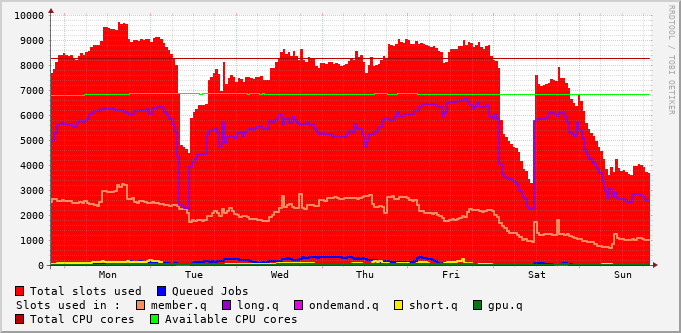 10000
9000
8000
7000
6000
5000
4000
3000
2000
1000
0
Mon Tue Wed Thu Fri Sat Sun
RRDTOOL / TOBI OETIKER
Total slots used Queued Jobs
Slots used in : member.q long.q ondemand.q short.q gpu.q
Total CPU cores Available CPU cores